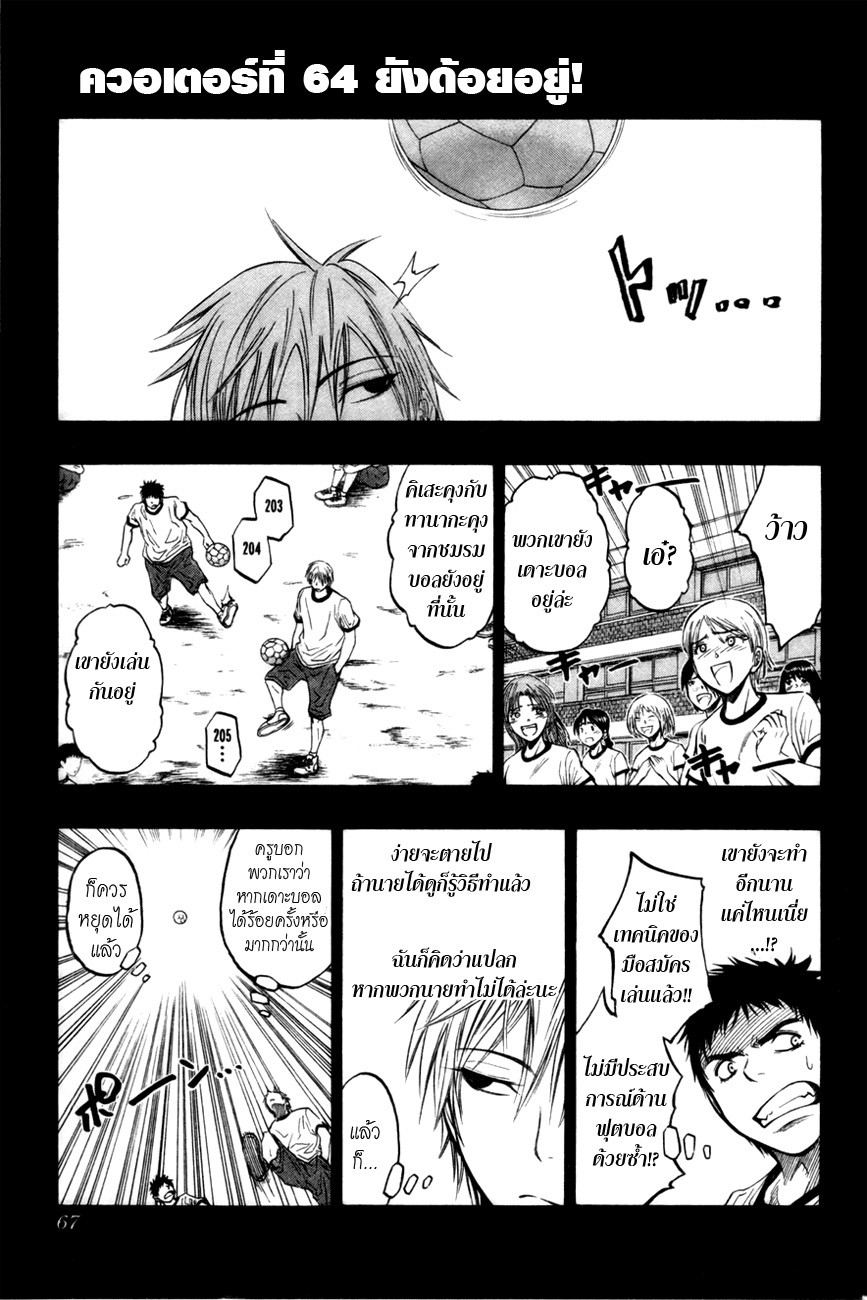 ควอเตอร์ที่ 64 ยังด้อยอยู่!
トッ...
キャーー
ว้าว
เอ๋?
พวกเขายัง
เดาะบอล
อยู่ล่ะ
キャーー
キャー
คิเสะคุงกับ
ทานากะคุง
จากชมรม
บอลยังอยู่
ที่นั้น
203
204
เขายังเล่น
กันอยู่
205
...
เขายังจะทำ
อีกนาน
แค่ไหนเนี่ย
...!?
ไม่ใช่
เทคนิคของ
มือสมัคร
เล่นแล้ว!!
ไม่มีประสบ
การณ์ด้าน
ฟุตบอล
ด้วยซ้ำ!?
ง่ายจะตายไป
ถ้านายได้ดูก็รู้วิธีทำแล้ว
ฉันก็คิดว่าแปลก
หากพวกนายทำไม่ได้ล่ะนะ
แล้ว
ก็...
ครูบอก
พวกเราว่า
หากเดาะบอล
ได้ร้อยครั้งหรือ
มากกว่านั้น
ก็ควร
หยุดได้
แล้ว
ポーン...
67